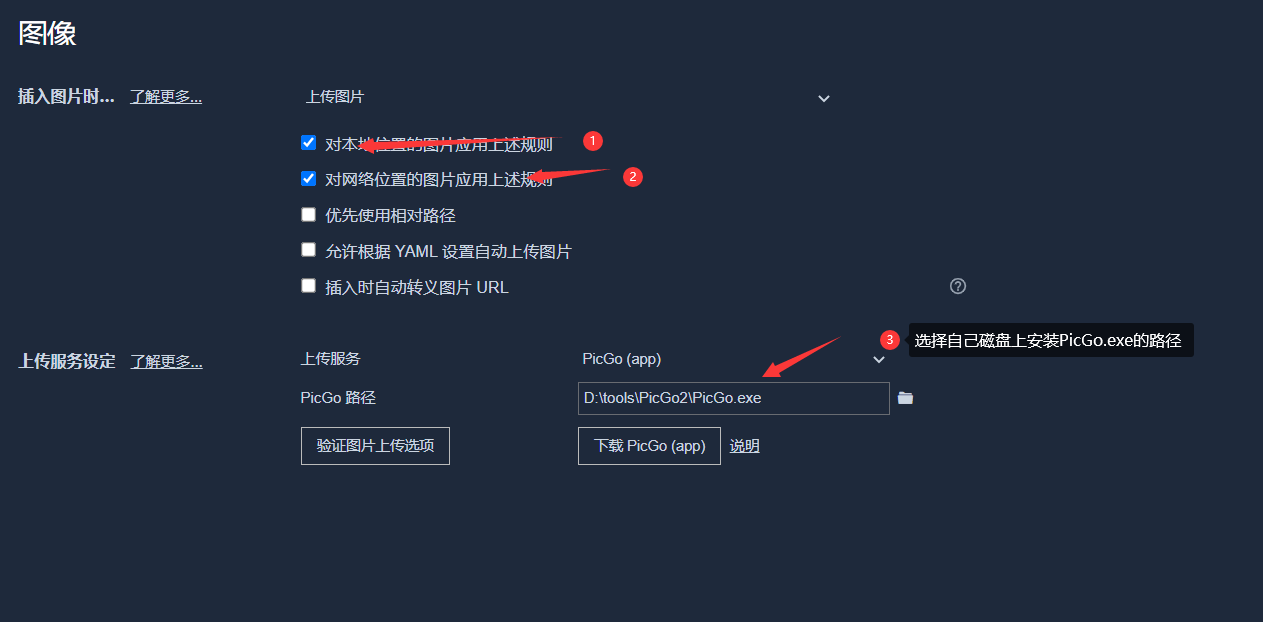 图像
插入图片时... 了解更多... 上传图片
对本地位置的图片应用上述规则 1
对网络位置的图片应用上述规则 2
优先使用相对路径
允许根据 YAML 设置自动上传图片
插入时自动转义图片 URL ?
上传服务设定 了解更多... 上传服务 PicGo (app) 3 选择自己磁盘上安装PicGo.exe的路径
PicGo 路径 D:\tools\PicGo2\PicGo.exe
验证图片上传选项 下载 PicGo (app) 说明